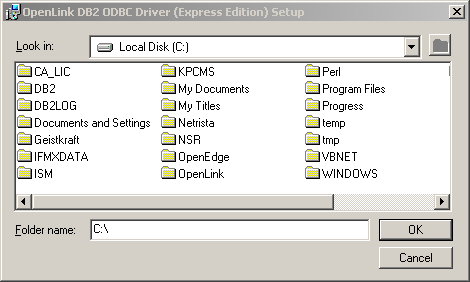 OpenLink DB2 ODBC Driver (Express Edition) Setup
Look in: Local Disk (C:)
CA_LIC KPCMS Perl
DB2 My Documents Program Files
DB2LOG My Titles Progress
Documents and Settings Netrista temp
Geistkraft NSR tmp
IFMXDATA OpenEdge VBNET
ISM OpenLink WINDOWS
Folder name: C:\ OK
Cancel